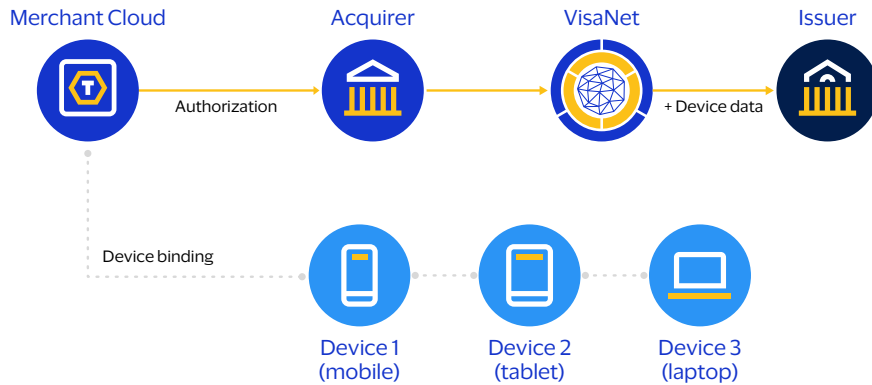 Merchant Cloud
Acquirer
VisaNet
Issuer
T
Authorization
+ Device data
Device binding
Device 1
(mobile)
Device 2
(tablet)
Device 3
(laptop)